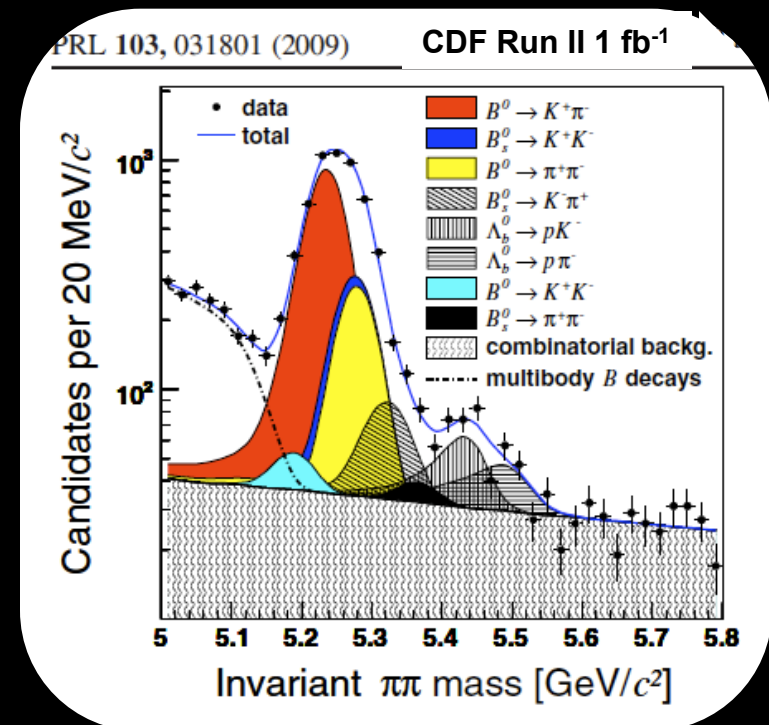 PRL 103, 031801 (2009)
CDF Run II 1 fb⁻¹
data
total
B⁰ → K⁺π⁻
B⁰ₛ → K⁺K⁻
B⁰ → π⁺π⁻
B⁰ₛ → K⁻π⁺
Λ⁰_b → pK⁻
Λ⁰_b → pπ⁻
B⁰ → K⁺K⁻
B⁰ₛ → π⁺π⁻
combinatorial backg.
multibody B decays
Candidates per 20 MeV/c²
10³
10²
5 5.1 5.2 5.3 5.4 5.5 5.6 5.7 5.8
Invariant ππ mass [GeV/c²]